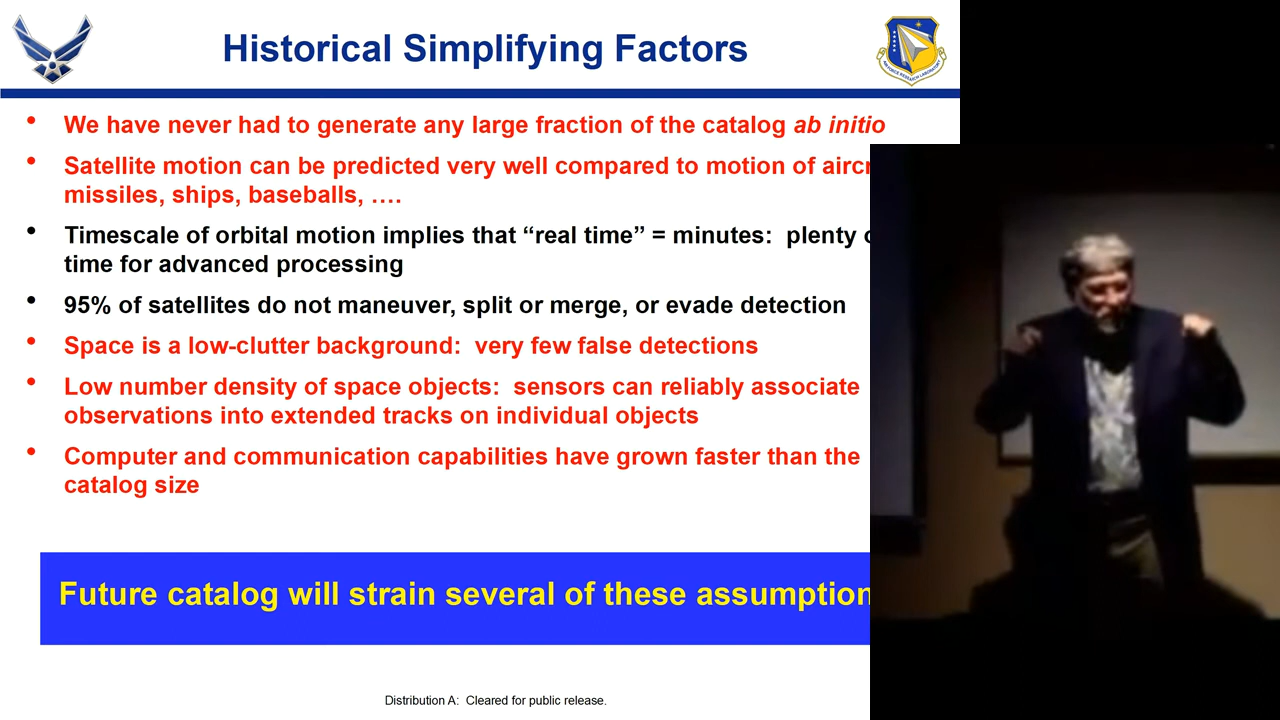 Historical Simplifying Factors
AIR FORCE RESEARCH LABORATORY
• We have never had to generate any large fraction of the catalog ab initio
• Satellite motion can be predicted very well compared to motion of
missiles, ships, baseballs, ….
• Timescale of orbital motion implies that “real time” = minutes: plenty
time for advanced processing
• 95% of satellites do not maneuver, split or merge, or evade detection
• Space is a low-clutter background: very few false detections
• Low number density of space objects: sensors can reliably associate
observations into extended tracks on individual objects
• Computer and communication capabilities have grown faster than the
catalog size
Future catalog will strain several of these assumption
Distribution A: Cleared for public release.